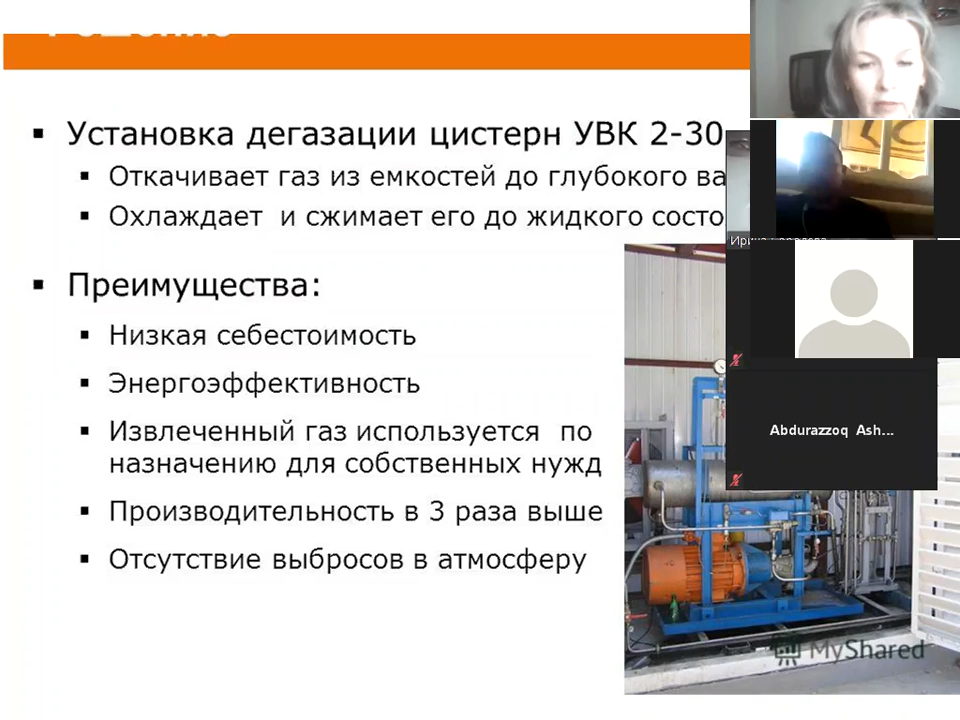 Установка дегазации цистерн УВК 2-30
Откачивает газ из емкостей до глубокого ва
Охлаждает и сжимает его до жидкого состо
Преимущества:
Низкая себестоимость
Энергоэффективность
Извлеченный газ используется по
назначению для собственных нужд
Производительность в 3 раза выше
Отсутствие выбросов в атмосферу
Abdurazzoq Ash...
MyShared